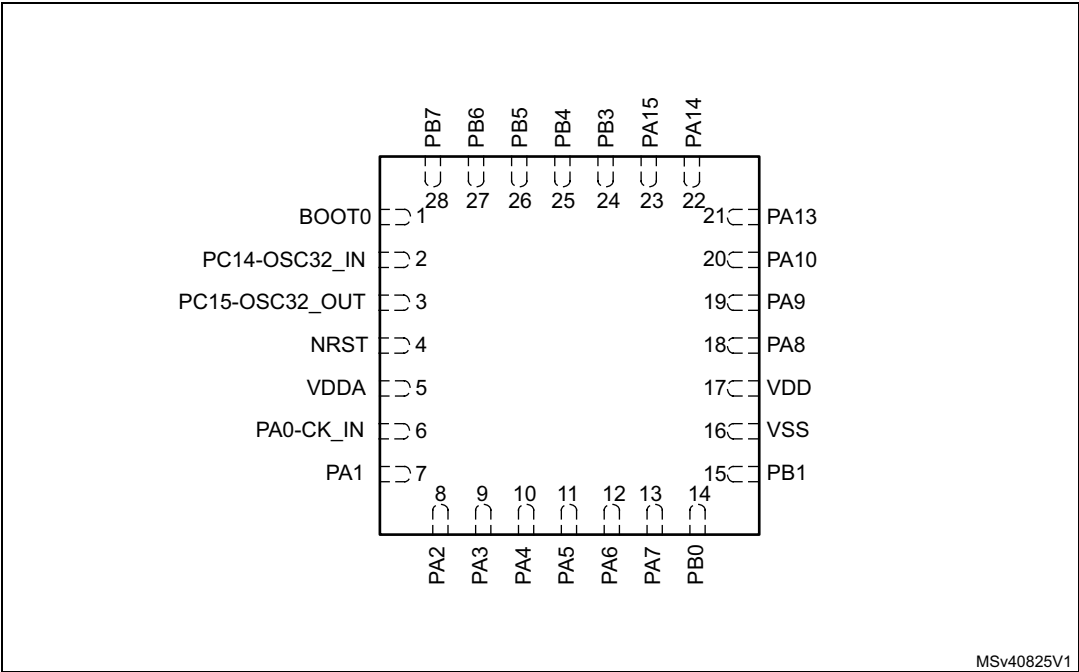 PB7 PB6 PB5 PB4 PB3 PA15 PA14
28 27 26 25 24 23 22
BOOT0 1 21 PA13
PC14-OSC32_IN 2 20 PA10
PC15-OSC32_OUT 3 19 PA9
NRST 4 18 PA8
VDDA 5 17 VDD
PA0-CK_IN 6 16 VSS
PA1 7 15 PB1
8 9 10 11 12 13 14
PA2 PA3 PA4 PA5 PA6 PA7 PB0
MSv40825V1